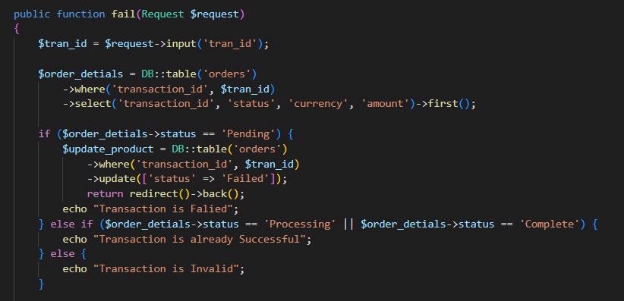 public function fail(Request $request)
{
    $tran_id = $request->input('tran_id');

    $order_detials = DB::table('orders')
        ->where('transaction_id', $tran_id)
        ->select('transaction_id', 'status', 'currency', 'amount')->first();

    if ($order_detials->status == 'Pending') {
        $update_product = DB::table('orders')
            ->where('transaction_id', $tran_id)
            ->update(['status' => 'Failed']);
            return redirect()->back();
        echo "Transaction is Falied";
    } else if ($order_detials->status == 'Processing' || $order_detials->status == 'Complete') {
        echo "Transaction is already Successful";
    } else {
        echo "Transaction is Invalid";
    }